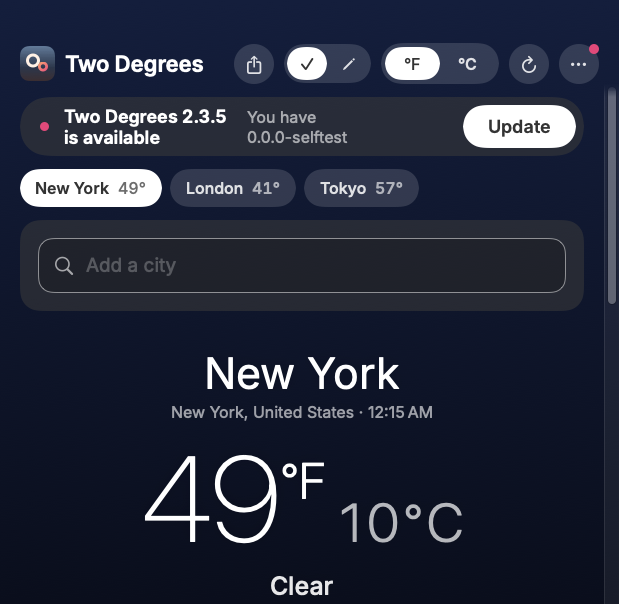 Two Degrees
°F °C
Two Degrees 2.3.5
is available
You have
0.0.0-selftest
Update
New York 49°
London 41°
Tokyo 57°
Add a city
New York
New York, United States · 12:15 AM
49°F 10°C
Clear